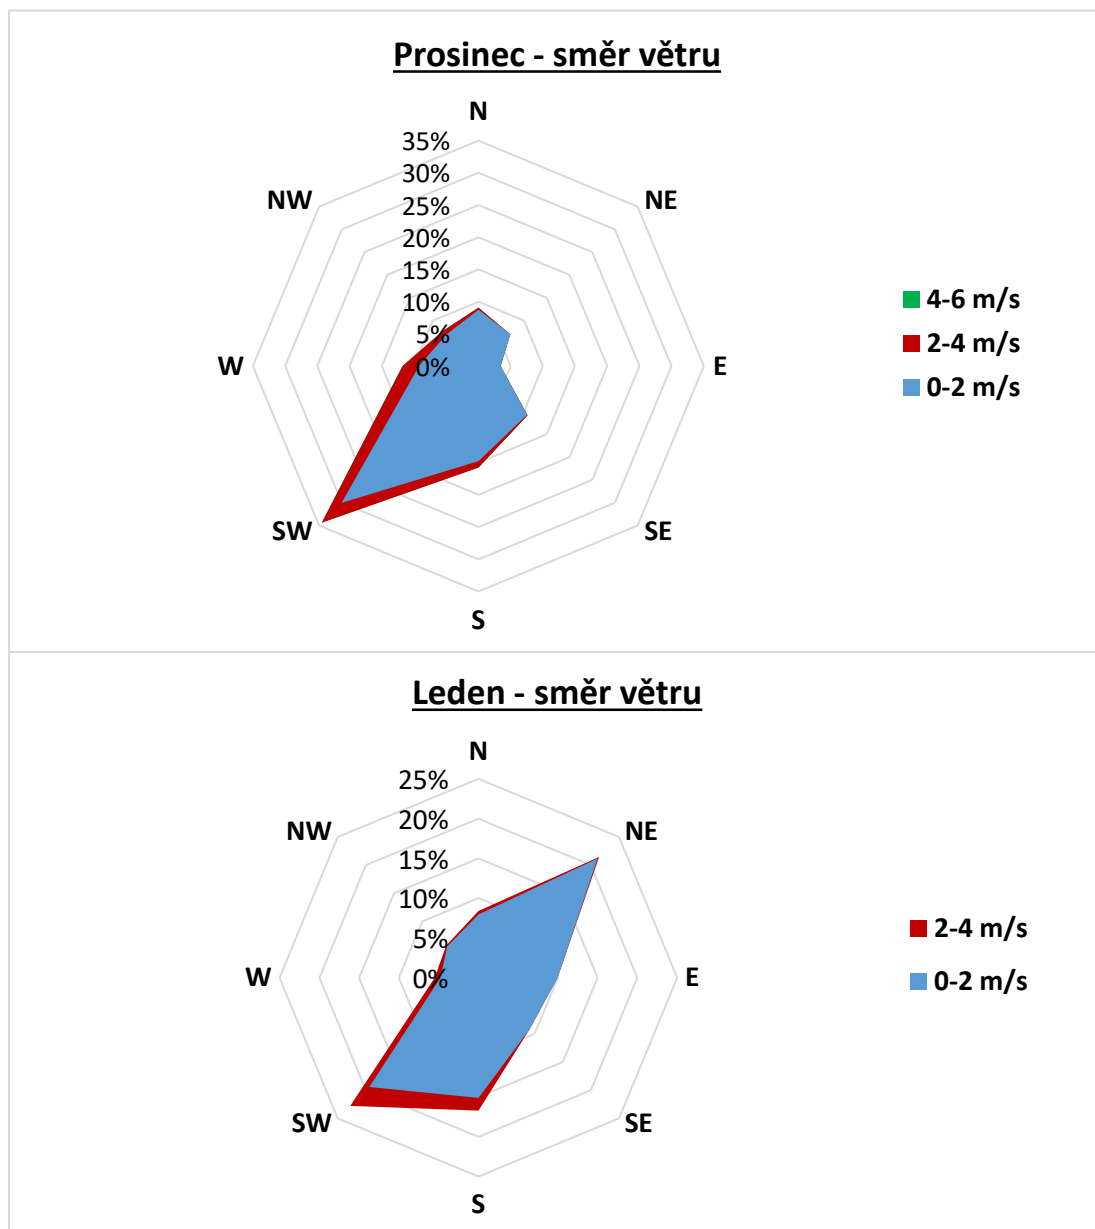 Prosinec - směr větru
N
35%
30%
NW
25%
NE
20%
15%
10%
5%
W
0%
E
4-6 m/s
2-4 m/s
0-2 m/s
SW
SE
S
Leden - směr větru
N
25%
NW
20%
NE
15%
10%
5%
W
0%
E
2-4 m/s
0-2 m/s
SW
SE
S